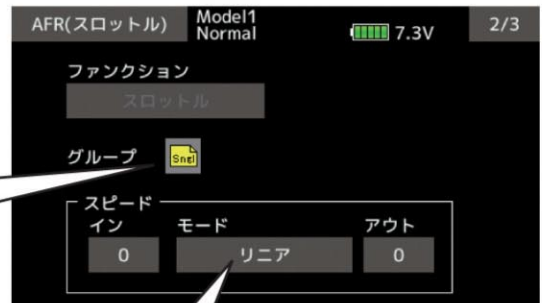 AFR(スロットル)
Model1
Normal
7.3V
2/3
ファンクション
スロットル
グループ
Sngl
スピード
イン
モード
アウト
0
リニア
0